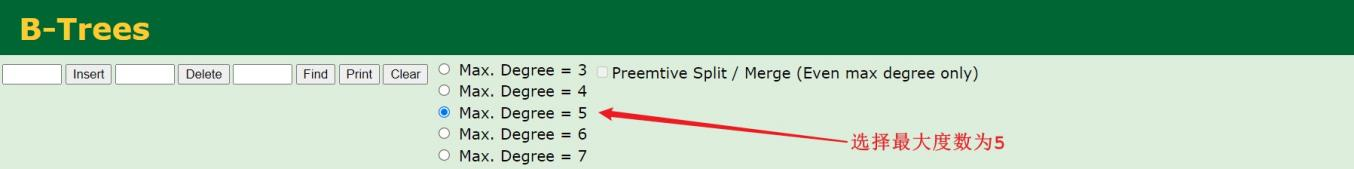 B-Trees
Insert Delete Find Print Clear
Max. Degree = 3 Preemtive Split / Merge (Even max degree only)
Max. Degree = 4
Max. Degree = 5
Max. Degree = 6
选择最大度数为5
Max. Degree = 7